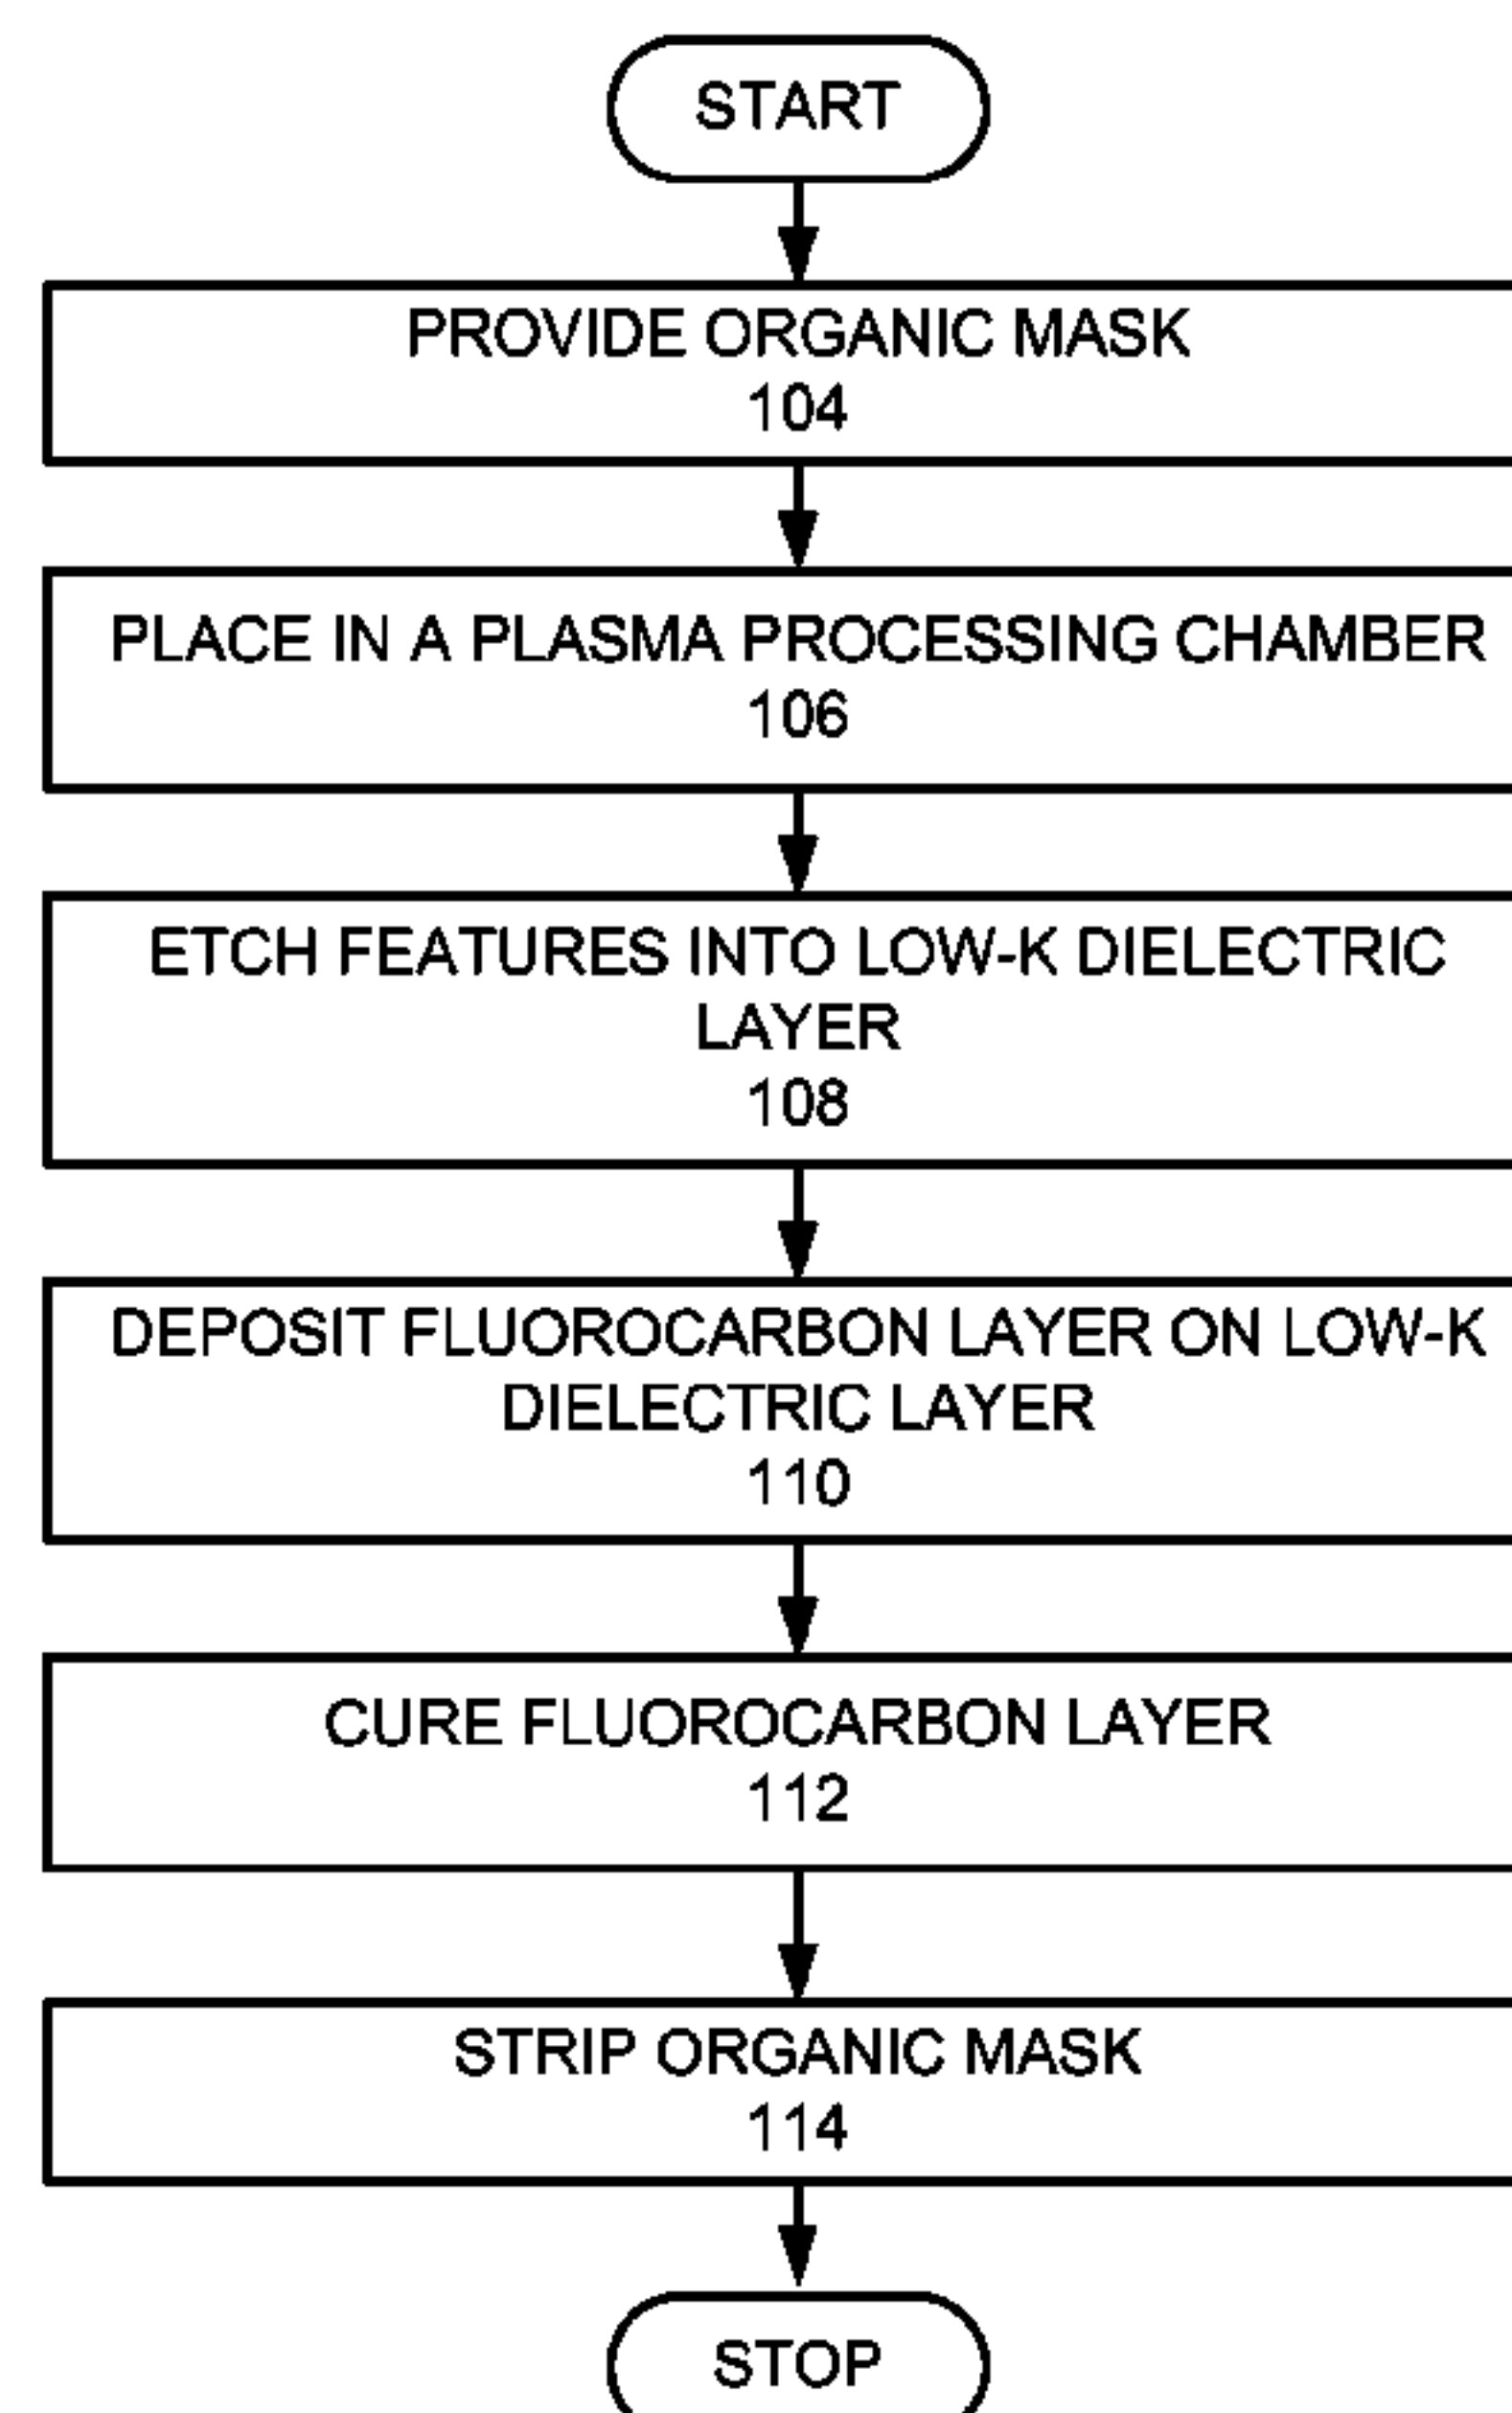 START
PROVIDE ORGANIC MASK
104
PLACE IN A PLASMA PROCESSING CHAMBER
106
ETCH FEATURES INTO LOW-K DIELECTRIC
LAYER
108
DEPOSIT FLUOROCARBON LAYER ON LOW-K
DIELECTRIC LAYER
110
CURE FLUOROCARBON LAYER
112
STRIP ORGANIC MASK
114
STOP